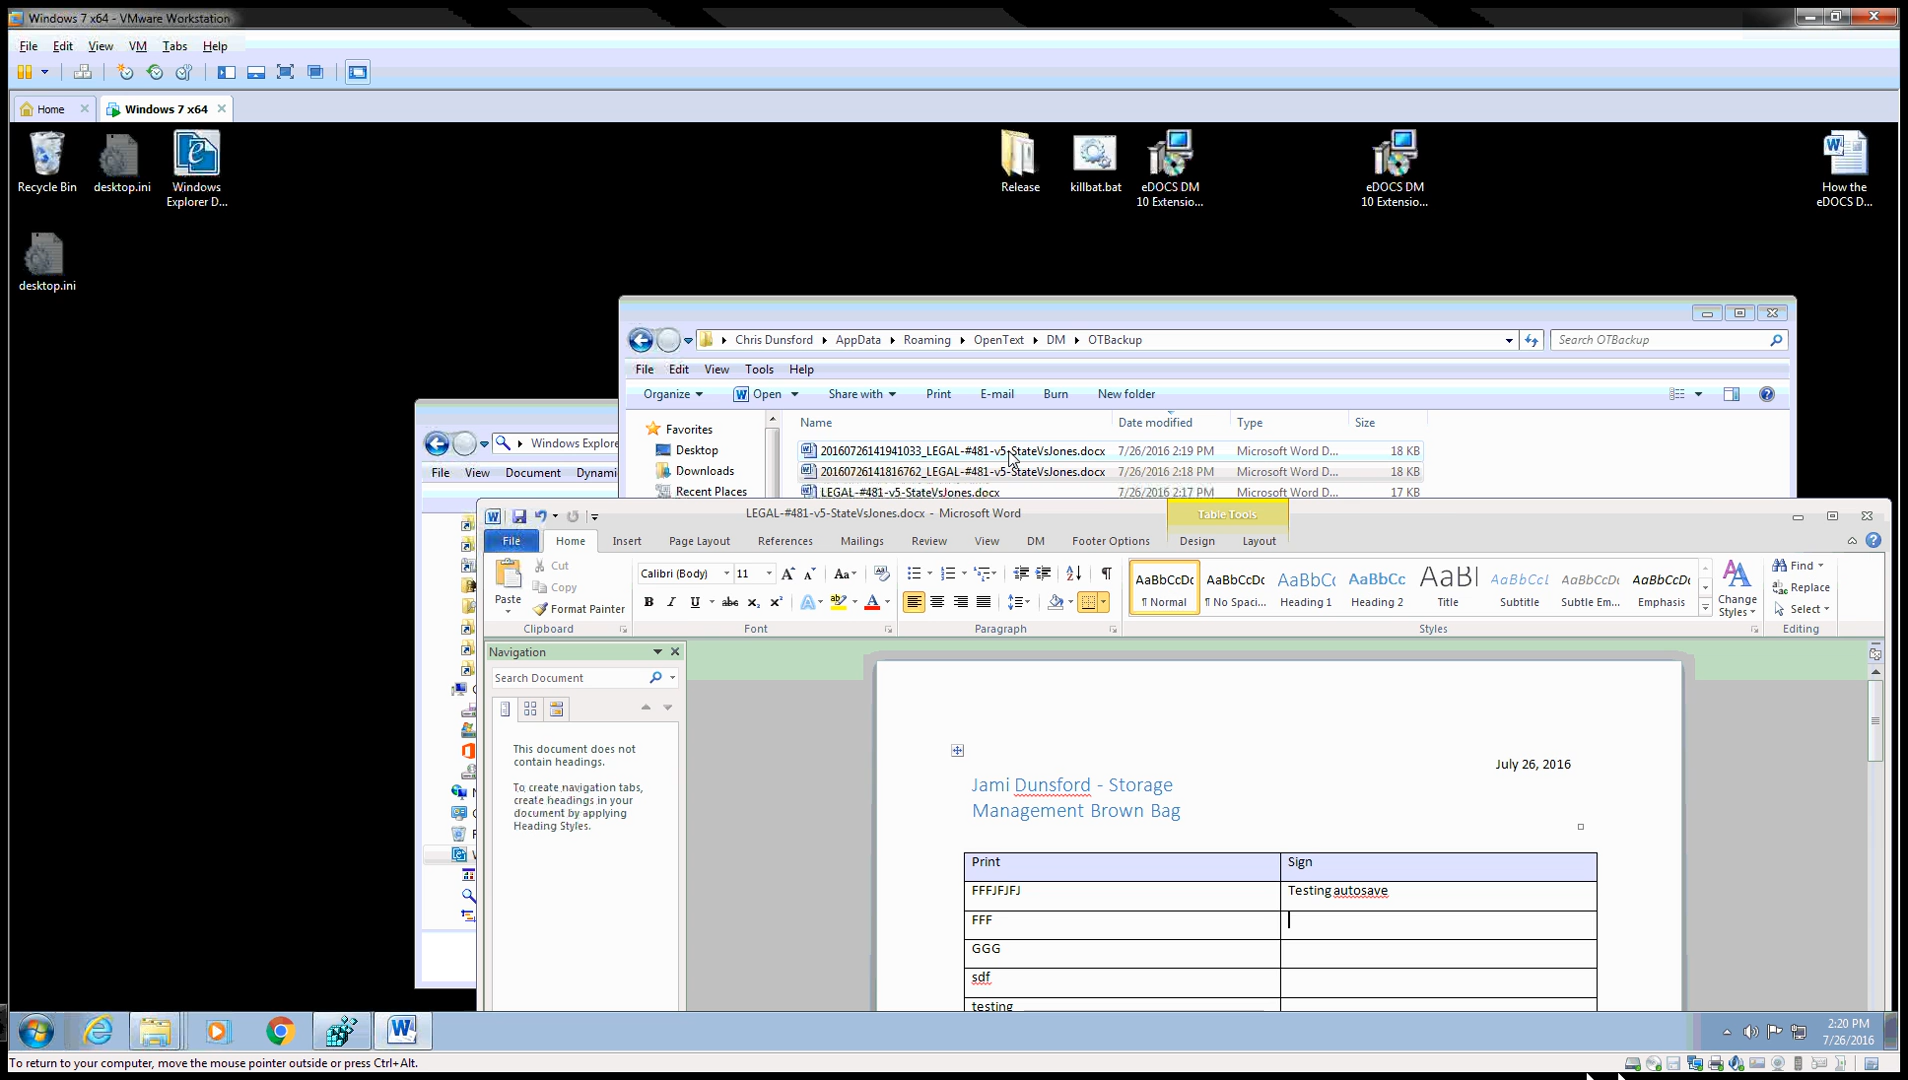 Windows 7 x64 - VMware Workstation
File Edit View VM Tabs Help
Home
Windows 7 x64
Recycle Bin
desktop.ini
Windows
Explorer D...
Release
killbat.bat
eDOCS DM
10 Extensio...
eDOCS DM
10 Extensio...
How the
eDOCS D...
desktop.ini
Chris Dunsford AppData Roaming OpenText DM OTBackup
Search OTBackup
File Edit View Tools Help
Organize Open Share with Print E-mail Burn New folder
Name Date modified Type Size
Favorites
Desktop
Downloads
Recent Places
20160726141941033_LEGAL-#481-v5-StateVsJones.docx 7/26/2016 2:19 PM Microsoft Word D... 18 KB
20160726141816762_LEGAL-#481-v5-StateVsJones.docx 7/26/2016 2:18 PM Microsoft Word D... 18 KB
LEGAL-#481-v5-StateVsJones.docx 7/26/2016 2:17 PM Microsoft Word D... 17 KB
Windows Explore
File View Document Dynami
LEGAL-#481-v5-StateVsJones.docx - Microsoft Word
Table Tools
File Home Insert Page Layout References Mailings Review View DM Footer Options Design Layout
Paste
Cut
Copy
Format Painter
Clipboard
Calibri (Body) 11
Font
Paragraph
AaBbCcDc AaBbCcDc AaBbCc AaBbCc AaBl AaBbCcl AaBbCcDc AaBbCcDc
¶ Normal ¶ No Spaci... Heading 1 Heading 2 Title Subtitle Subtle Em... Emphasis
Styles
Change
Styles
Find
Replace
Select
Editing
Navigation
Search Document
This document does not
contain headings.
To create navigation tabs,
create headings in your
document by applying
Heading Styles.
July 26, 2016
Jami Dunsford - Storage
Management Brown Bag
Print Sign
FFFJFJFJ Testing autosave
FFF
GGG
sdf
testing
2:20 PM
7/26/2016
To return to your computer, move the mouse pointer outside or press Ctrl+Alt.